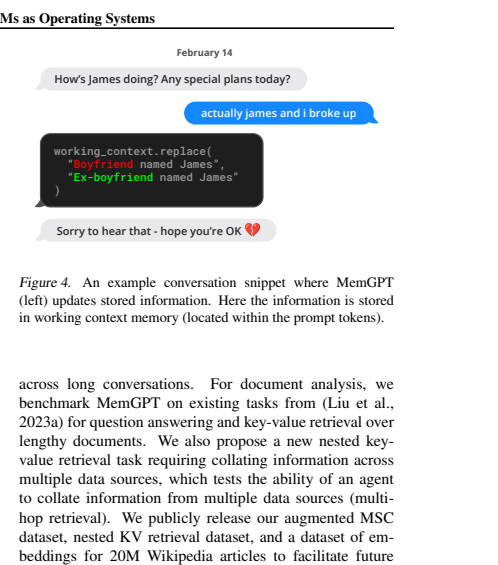 Ms as Operating Systems
February 14
How's James doing? Any special plans today?
actually james and i broke up
working_context.replace(
"Boyfriend named James",
"Ex-boyfriend named James"
)
Sorry to hear that - hope you're OK 💔
Figure 4. An example conversation snippet where MemGPT
(left) updates stored information. Here the information is stored
in working context memory (located within the prompt tokens).
across long conversations. For document analysis, we
benchmark MemGPT on existing tasks from (Liu et al.,
2023a) for question answering and key-value retrieval over
lengthy documents. We also propose a new nested key-
value retrieval task requiring collating information across
multiple data sources, which tests the ability of an agent
to collate information from multiple data sources (multi-
hop retrieval). We publicly release our augmented MSC
dataset, nested KV retrieval dataset, and a dataset of em-
beddings for 20M Wikipedia articles to facilitate future